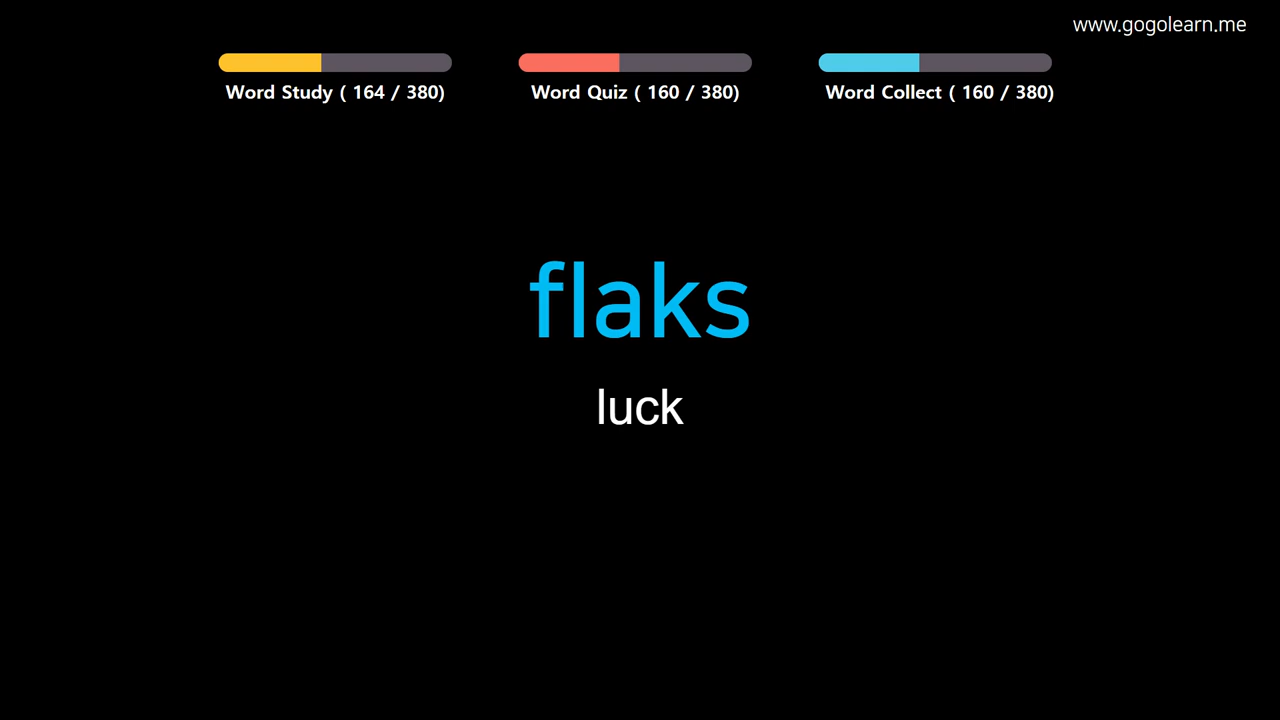 www.gogolearn.me
Word Study ( 164 / 380)
Word Quiz ( 160 / 380)
Word Collect ( 160 / 380)
flaks
luck